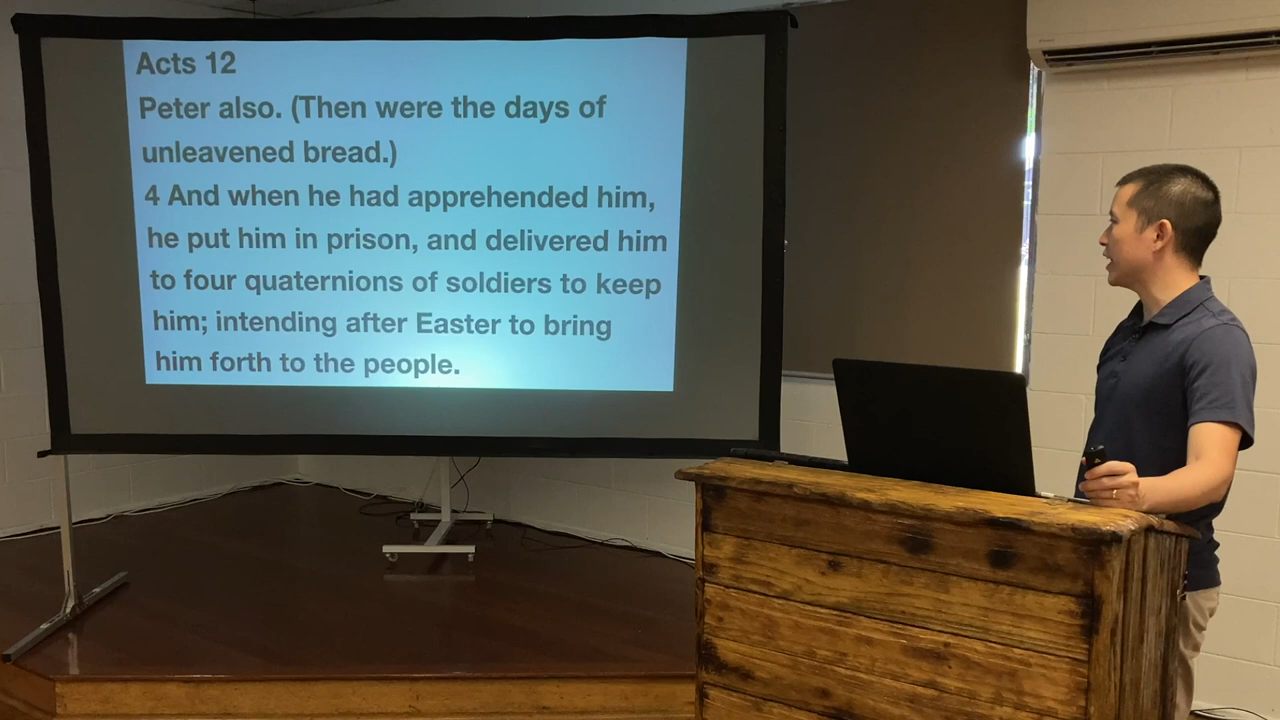 Acts 12
Peter also. (Then were the days of
unleavened bread.)
4 And when he had apprehended him,
he put him in prison, and delivered him
to four quaternions of soldiers to keep
him; intending after Easter to bring
him forth to the people.